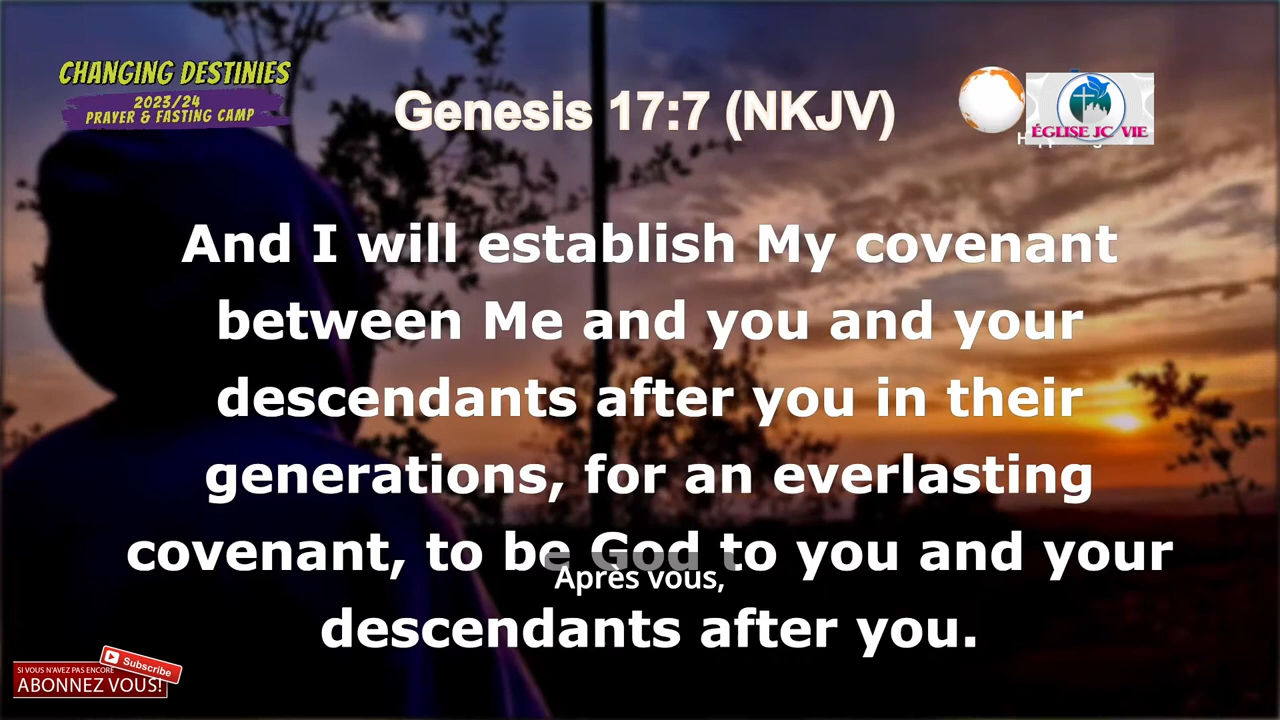 CHANGING DESTINIES
2023/24
PRAYER & FASTING CAMP
Genesis 17:7 (NKJV)
ÉGLISE JC VIE
And I will establish My covenant
between Me and you and your
descendants after you in their
generations, for an everlasting
covenant, to be God to you and your
Après vous,
descendants after you.
SI VOUS N'AVEZ PAS ENCORE
Subscribe
ABONNEZ VOUS!